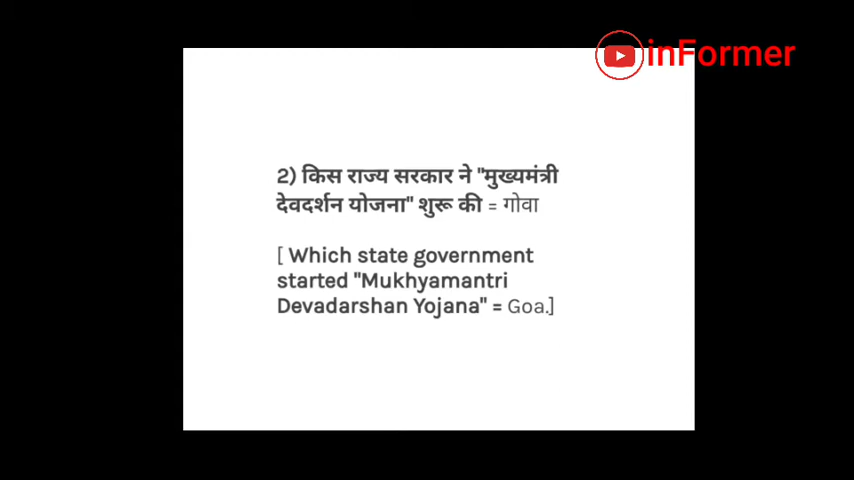 inFormer
2) किस राज्य सरकार ने "मुख्यमंत्री
देवदर्शन योजना" शुरू की = गोवा
[ Which state government
started "Mukhyamantri
Devadarshan Yojana" = Goa.]